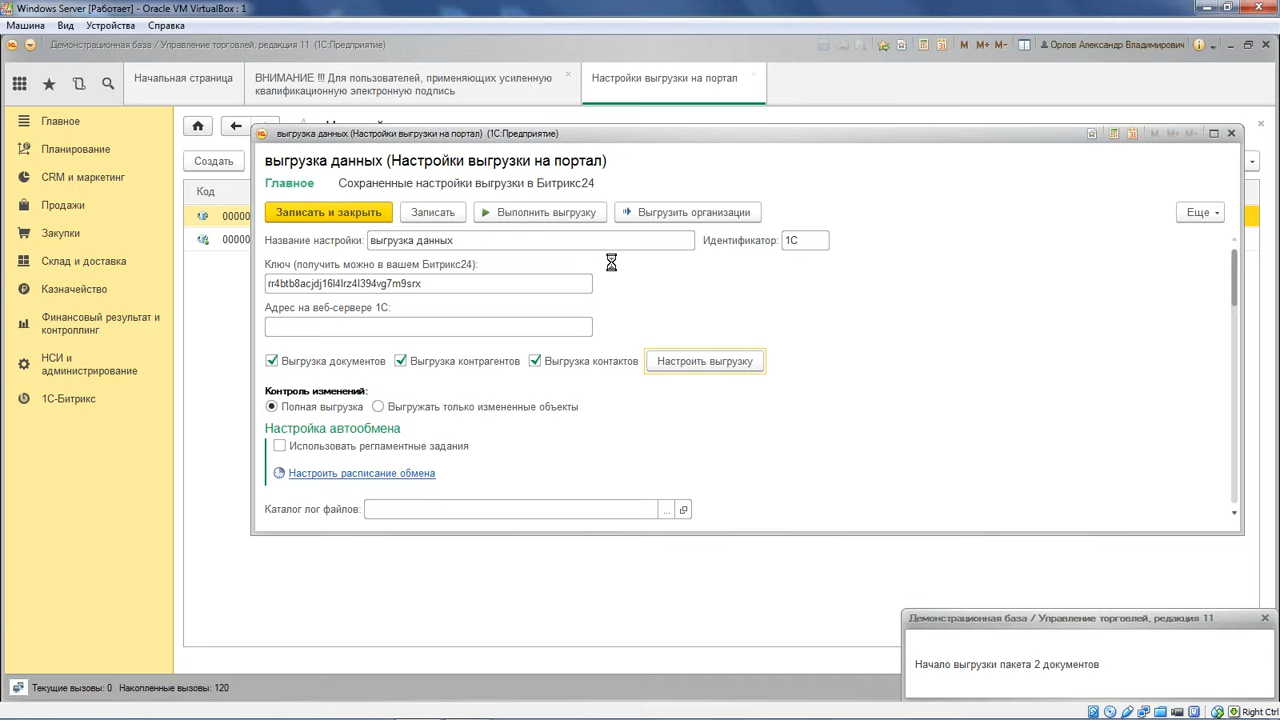 Windows Server [Работает] - Oracle VM VirtualBox : 1
Машина Вид Устройства Справка
Демонстрационная база / Управление торговлей, редакция 11 (1С:Предприятие)
M M+ M- Орлов Александр Владимирович
Начальная страница
ВНИМАНИЕ !!! Для пользователей, применяющих усиленную
квалификационную электронную подпись
Настройки выгрузки на портал
Главное
Планирование
CRM и маркетинг
Продажи
Закупки
Склад и доставка
Казначейство
Финансовый результат и
контроллинг
НСИ и
администрирование
1С-Битрикс
Создать
Код
00000
00000
выгрузка данных (Настройки выгрузки на портал) (1С:Предприятие)
M M+ M-
выгрузка данных (Настройки выгрузки на портал)
Главное Сохраненные настройки выгрузки в Битрикс24
Записать и закрыть Записать Выполнить выгрузку Выгрузить организации Еще
Название настройки: выгрузка данных Идентификатор: 1С
Ключ (получить можно в вашем Битрикс24):
rr4btb8acjdj16l4lrz4l394vg7m9srx
Адрес на веб-сервере 1С:
Выгрузка документов Выгрузка контрагентов Выгрузка контактов Настроить выгрузку
Контроль изменений:
Полная выгрузка Выгружать только измененные объекты
Настройка автообмена
Использовать регламентные задания
Настроить расписание обмена
Каталог лог файлов: ...
Демонстрационная база / Управление торговлей, редакция 11
Начало выгрузки пакета 2 документов
Текущие вызовы: 0 Накопленные вызовы: 120
Right Ctrl